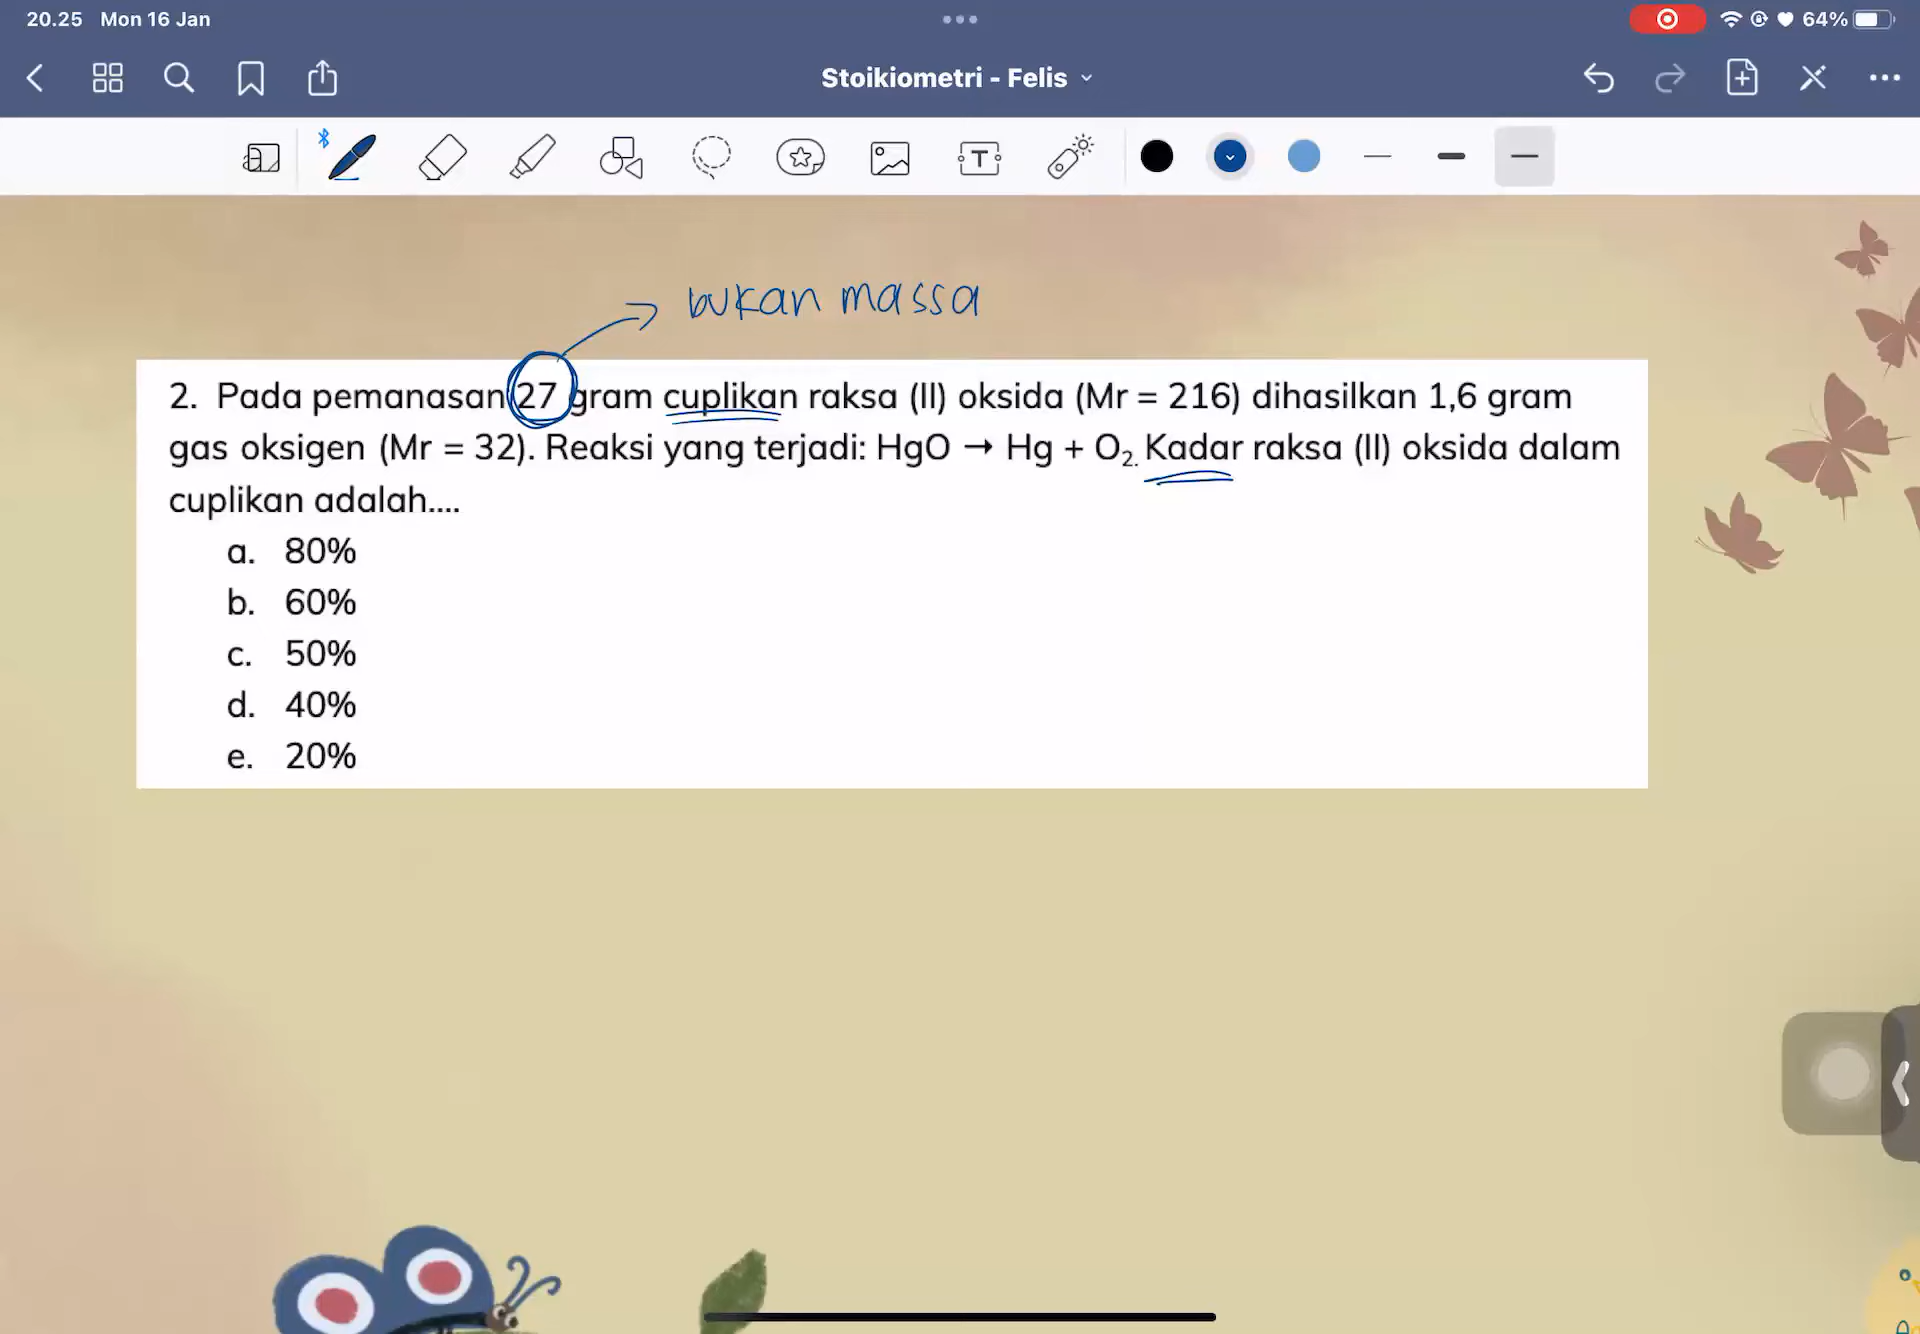 20.25 Mon 16 Jan
64%
Stoikiometri - Felis
bukan massa
2. Pada pemanasan 27 gram cuplikan raksa (II) oksida (Mr = 216) dihasilkan 1,6 gram
gas oksigen (Mr = 32). Reaksi yang terjadi: HgO → Hg + O₂. Kadar raksa (II) oksida dalam
cuplikan adalah....
a. 80%
b. 60%
c. 50%
d. 40%
e. 20%